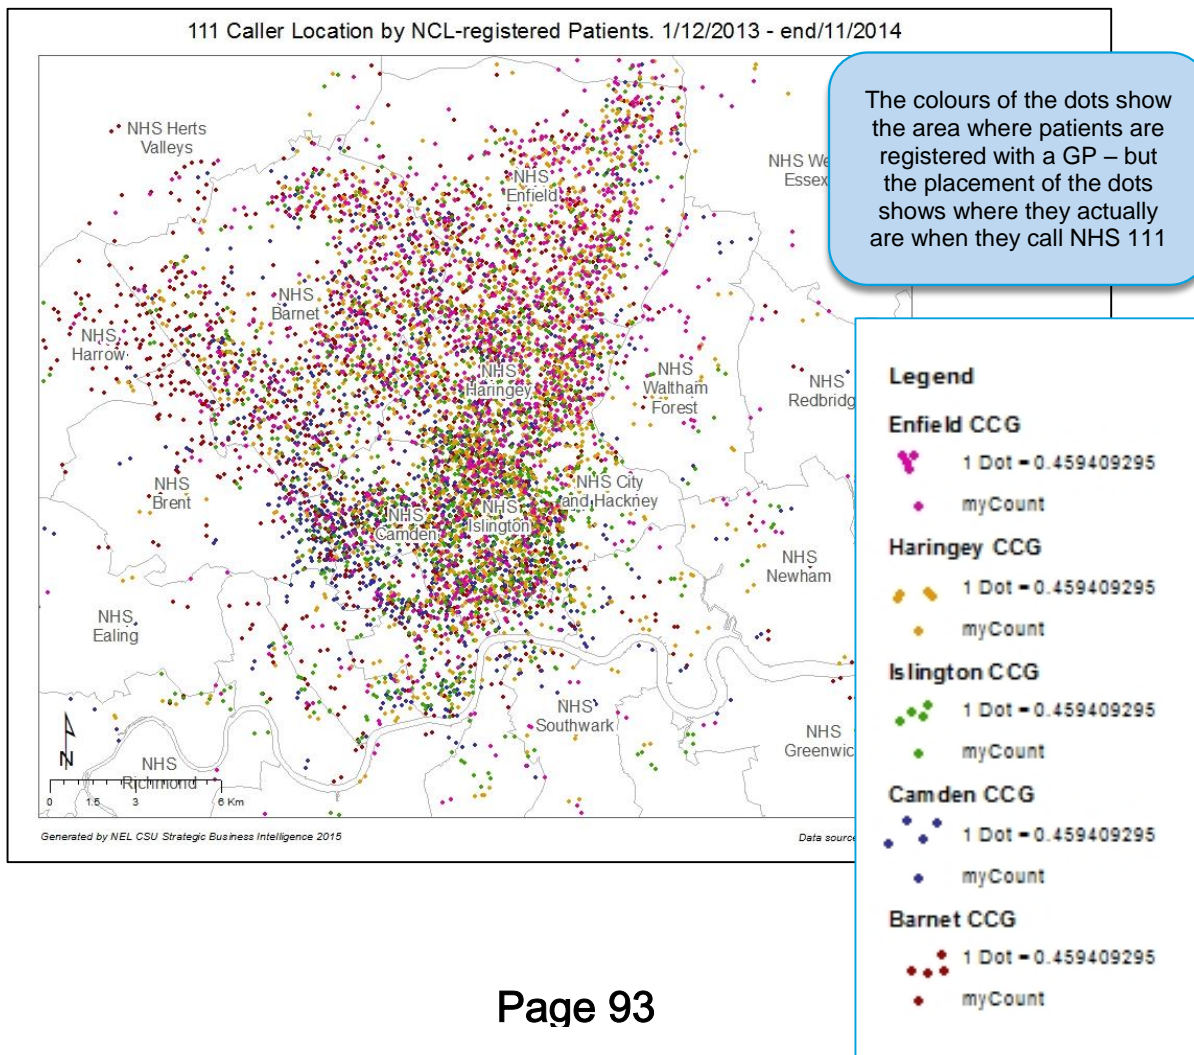 111 Caller Location by NCL-registered Patients. 1/12/2013 - end/11/2014
The colours of the dots show
the area where patients are
registered with a GP – but
the placement of the dots
shows where they actually
are when they call NHS 111
NHS Herts
Valleys
NHS
Enfield
NHS
Essex
NHS
Barnet
NHS
Harrow
NHS
Haringey
NHS
Waltham
Forest
NHS
NHS
Brent
NHS
Camden
NHS
Islington
NHS City
and Hackney
NHS
Newham
NHS
Ealing
NHS
Southwark
NHS
NHS
Richmond
N
0 1.5 3 6 Km
Generated by NEL CSU Strategic Business Intelligence 2015
Data source
Legend
Enfield CCG
1 Dot = 0.459409295
myCount
Haringey CCG
1 Dot = 0.459409295
myCount
Islington CCG
1 Dot = 0.459409295
myCount
Camden CCG
1 Dot = 0.459409295
myCount
Barnet CCG
1 Dot = 0.459409295
myCount
Page 93